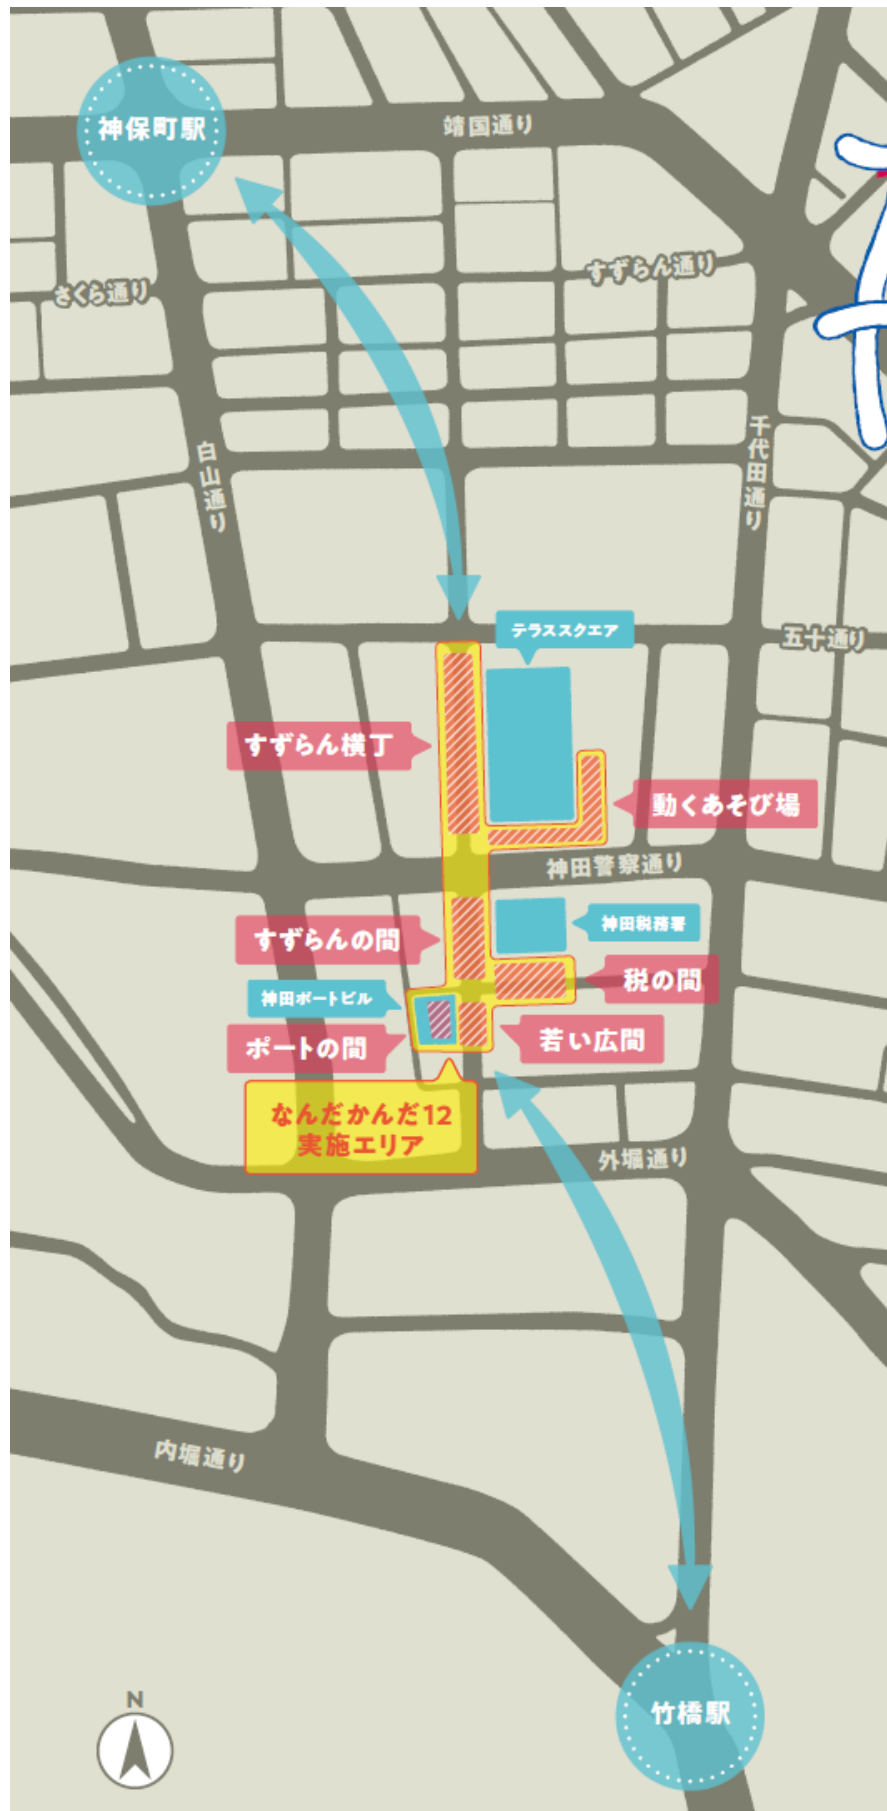 神保町駅
靖国通り
すずらん通り
さくら通り
白山通り
千代田通り
テラススクエア
五十通り
すずらん横丁
動くあそび場
神田警察通り
神田税務署
すずらんの間
税の間
神田ポートビル
ポートの間
若い広間
なんだかんだ12
実施エリア
外堀通り
内堀通り
竹橋駅
N